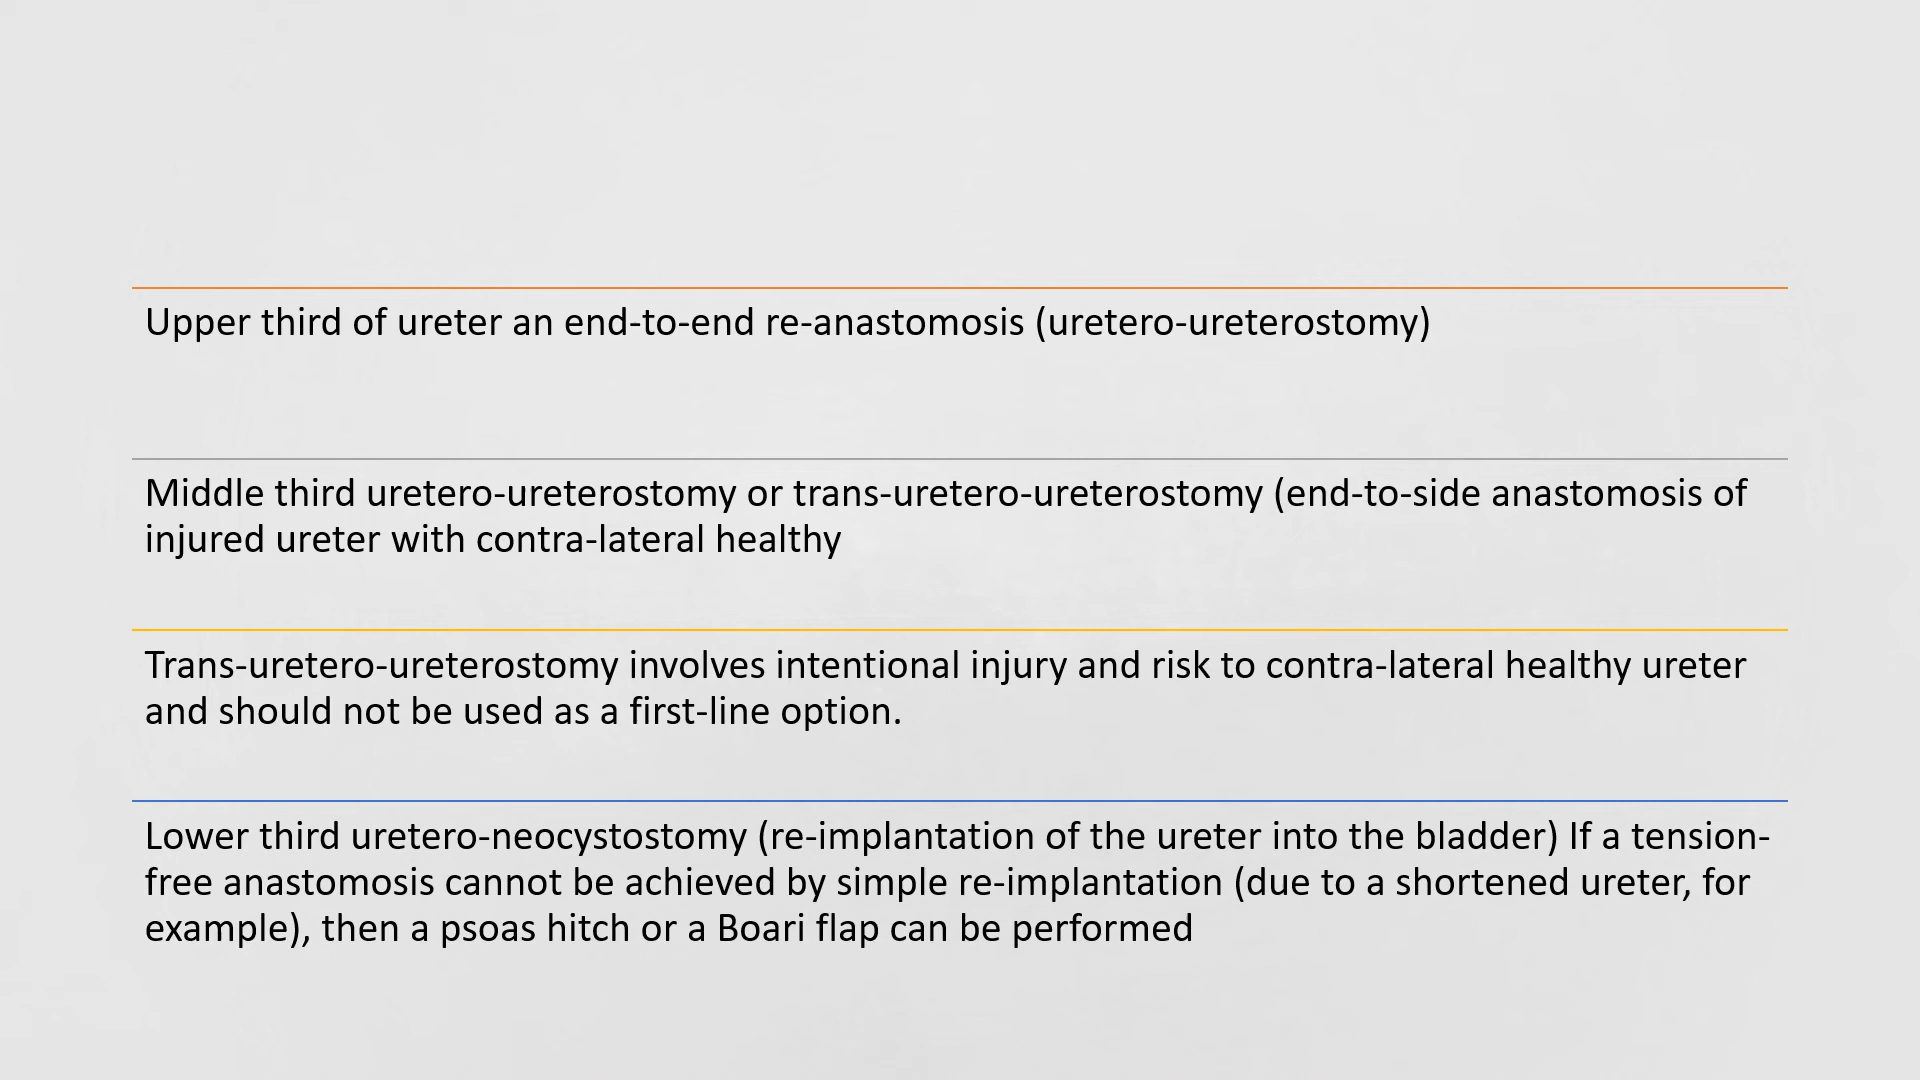 Upper third of ureter an end-to-end re-anastomosis (uretero-ureterostomy)
Middle third uretero-ureterostomy or trans-uretero-ureterostomy (end-to-side anastomosis of
injured ureter with contra-lateral healthy
Trans-uretero-ureterostomy involves intentional injury and risk to contra-lateral healthy ureter
and should not be used as a first-line option.
Lower third uretero-neocystostomy (re-implantation of the ureter into the bladder) If a tension-
free anastomosis cannot be achieved by simple re-implantation (due to a shortened ureter, for
example), then a psoas hitch or a Boari flap can be performed